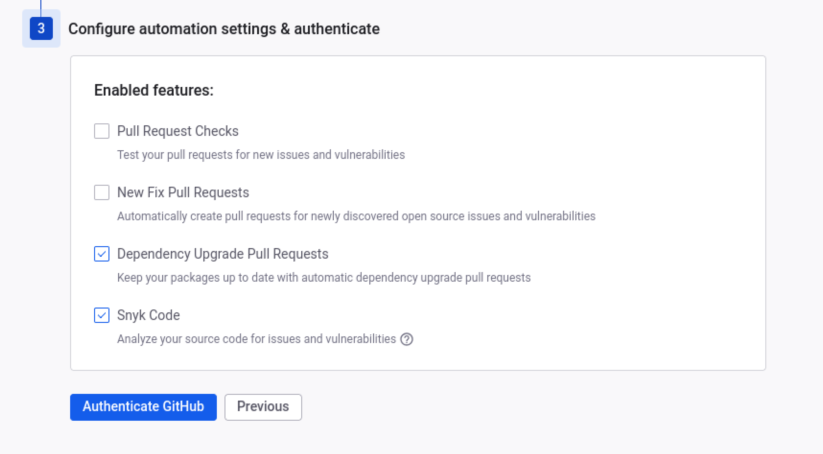 3 Configure automation settings & authenticate
Enabled features:
Pull Request Checks
Test your pull requests for new issues and vulnerabilities
New Fix Pull Requests
Automatically create pull requests for newly discovered open source issues and vulnerabilities
Dependency Upgrade Pull Requests
Keep your packages up to date with automatic dependency upgrade pull requests
Snyk Code
Analyze your source code for issues and vulnerabilities ?
Authenticate GitHub Previous